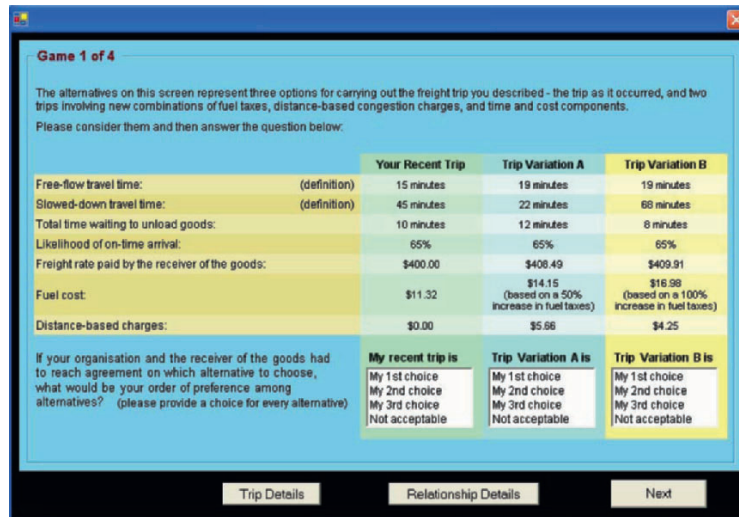 Game 1 of 4
The alternatives on this screen represent three options for carrying out the freight trip you described - the trip as it occurred, and two
trips involving new combinations of fuel taxes, distance-based congestion charges, and time and cost components.
Please consider them and then answer the question below:
Your Recent Trip Trip Variation A Trip Variation B
Free-flow travel time: (definition) 15 minutes 19 minutes 19 minutes
Slowed-down travel time: (definition) 45 minutes 22 minutes 68 minutes
Total time waiting to unload goods: 10 minutes 12 minutes 8 minutes
Likelihood of on-time arrival: 65% 65% 65%
Freight rate paid by the receiver of the goods: $400.00 $408.49 $409.91
Fuel cost: $11.32 $14.15 (based on a 50% increase in fuel taxes) $16.98 (based on a 100% increase in fuel taxes)
Distance-based charges: $0.00 $5.66 $4.25
If your organisation and the receiver of the goods had
to reach agreement on which alternative to choose,
what would be your order of preference among
alternatives? (please provide a choice for every alternative)
My recent trip is Trip Variation A is Trip Variation B is
My 1st choice My 1st choice My 1st choice
My 2nd choice My 2nd choice My 2nd choice
My 3rd choice My 3rd choice My 3rd choice
Not acceptable Not acceptable Not acceptable
Trip Details Relationship Details Next